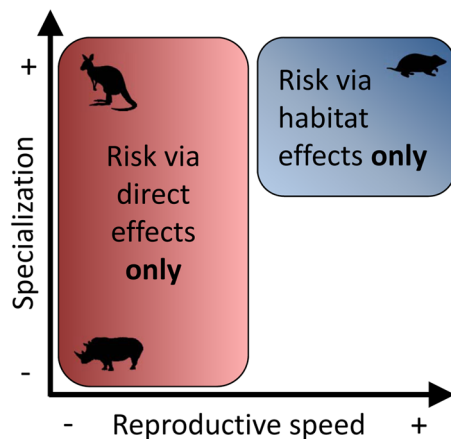 +
Specialization
-
Risk via
direct
effects
only
Risk via
habitat
effects only
- Reproductive speed +